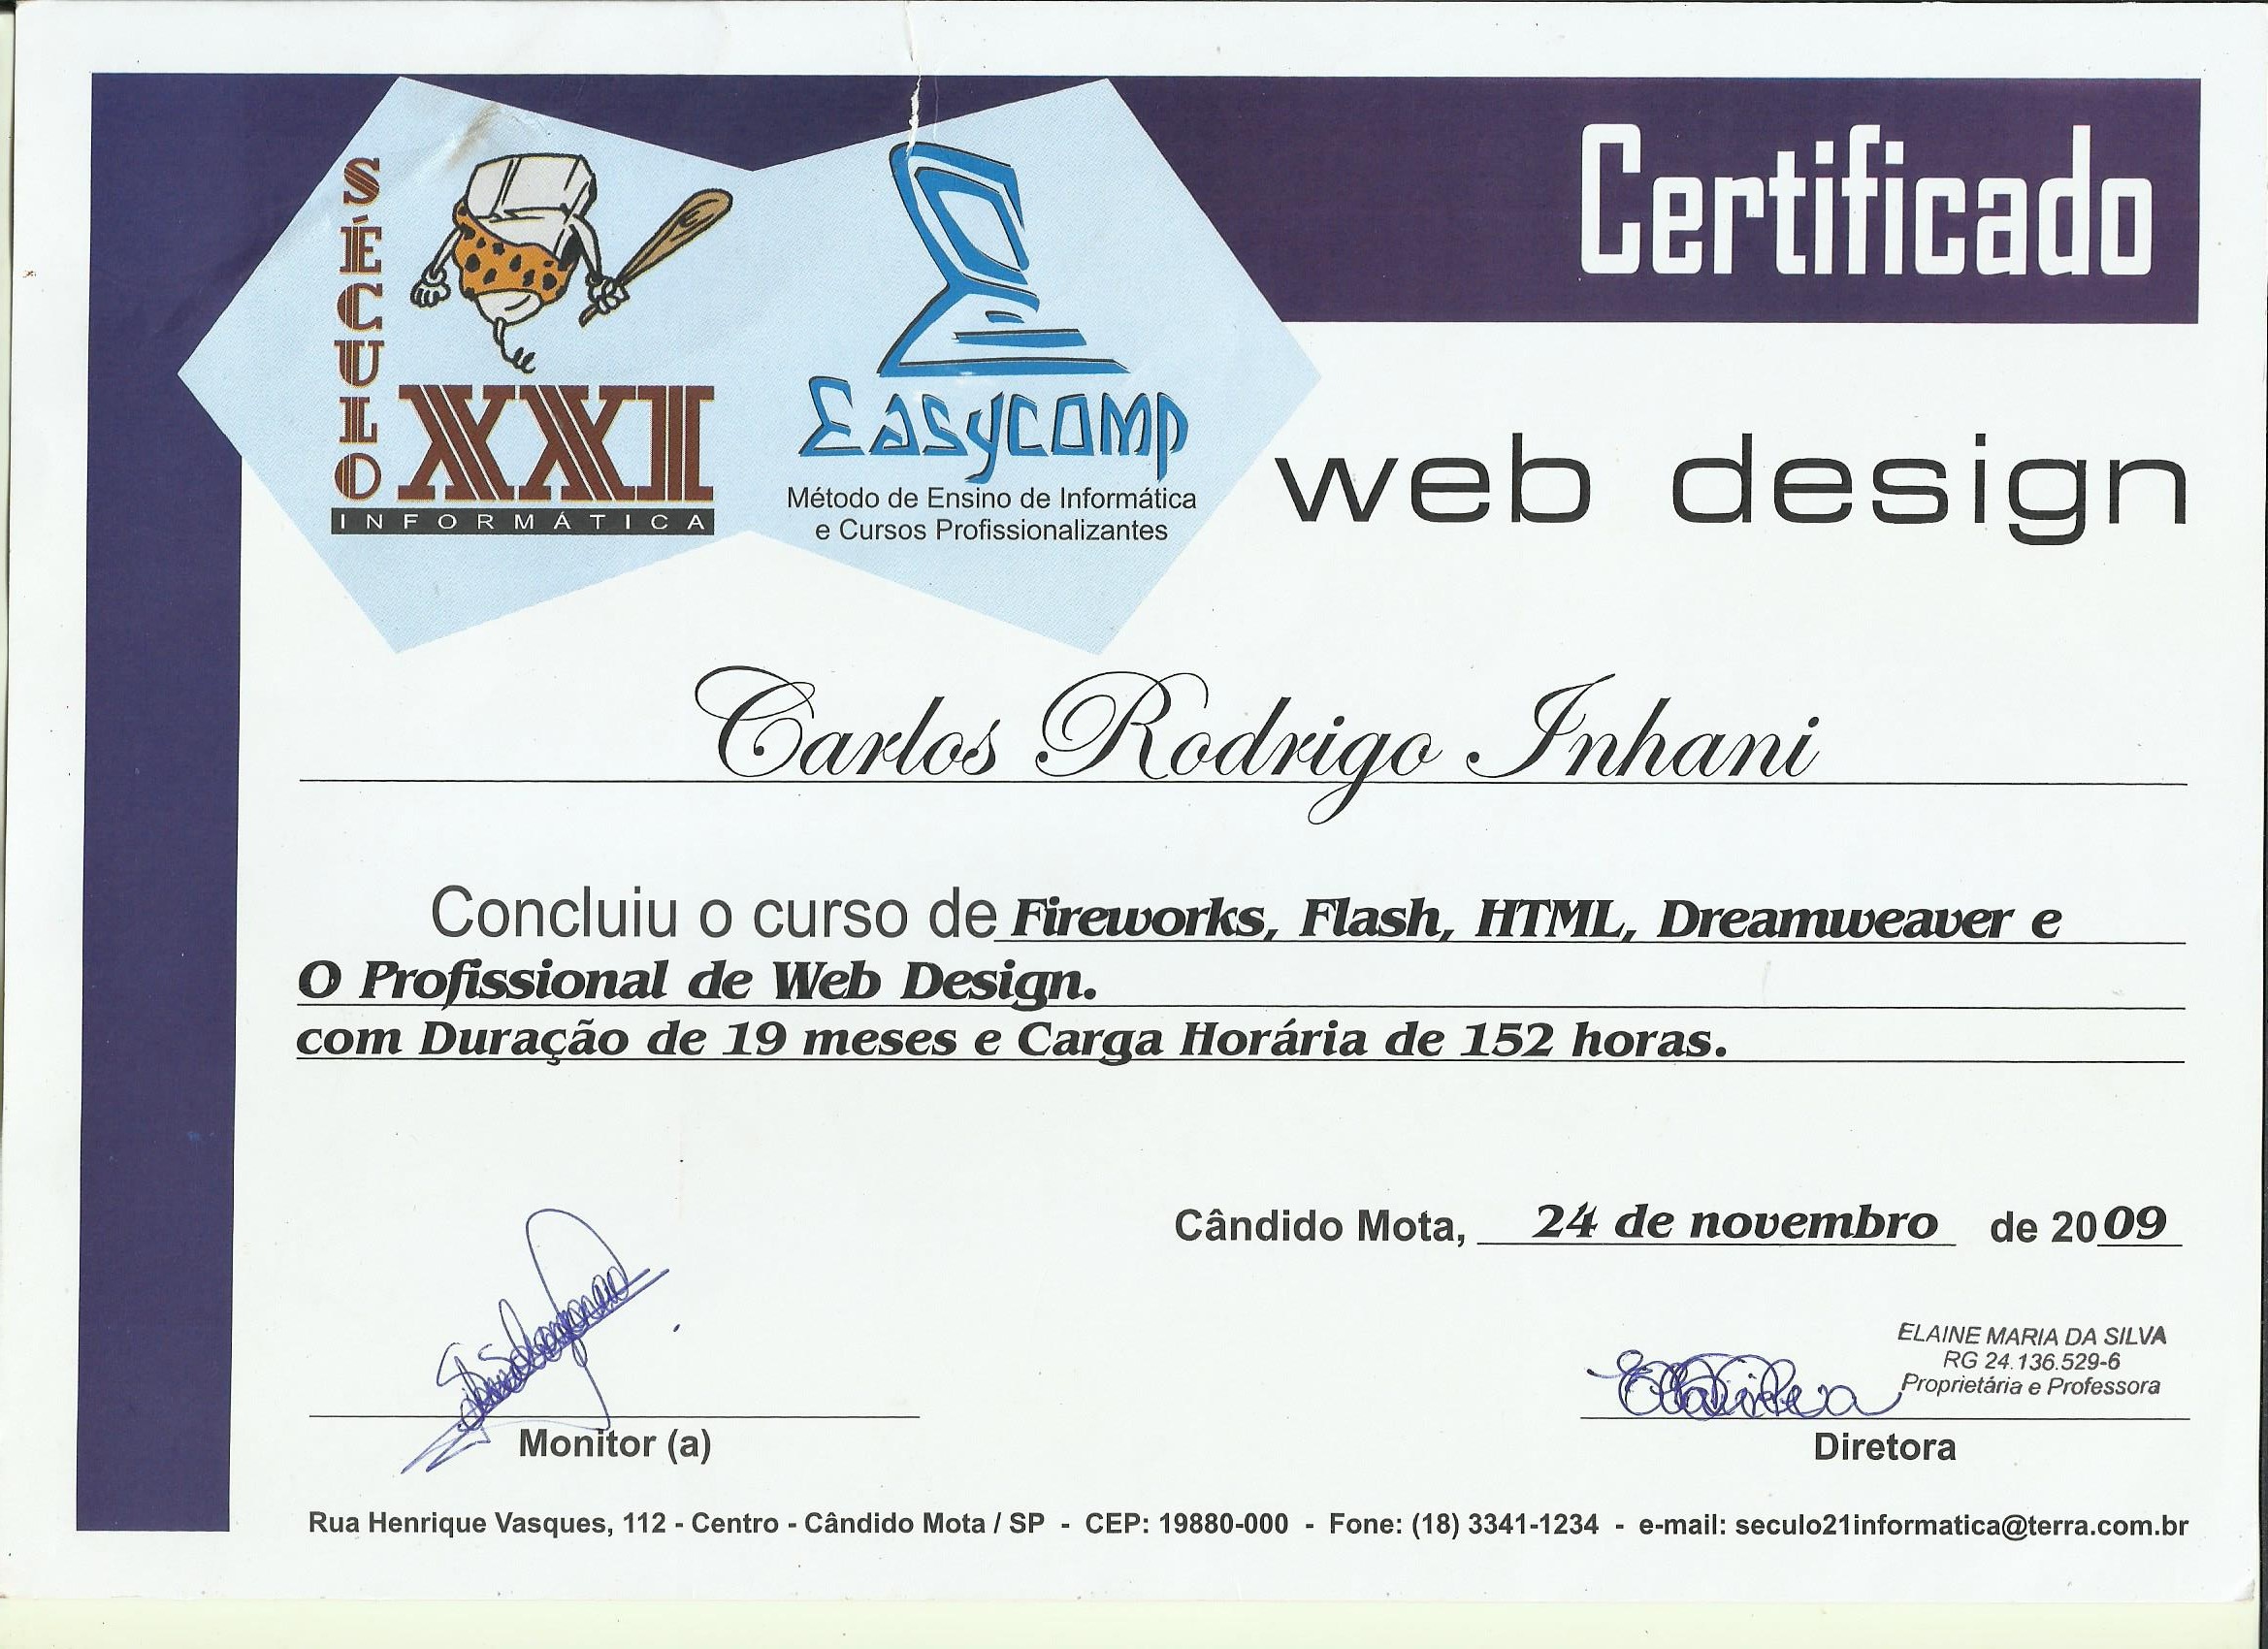 Certificado
SÉCULO
XXI
INFORMÁTICA
Easycomp
Método de Ensino de Informática
e Cursos Profissionalizantes
web design
Carlos Rodrigo Inhani
Concluiu o curso de Fireworks, Flash, HTML, Dreamweaver e
O Profissional de Web Design.
com Duração de 19 meses e Carga Horária de 152 horas.
Cândido Mota, 24 de novembro de 2009
ELAINE MARIA DA SILVA
RG 24.136.529-6
Proprietária e Professora
Monitor (a)
Diretora
Rua Henrique Vasques, 112 - Centro - Cândido Mota / SP - CEP: 19880-000 - Fone: (18) 3341-1234 - e-mail: seculo21informatica@terra.com.br